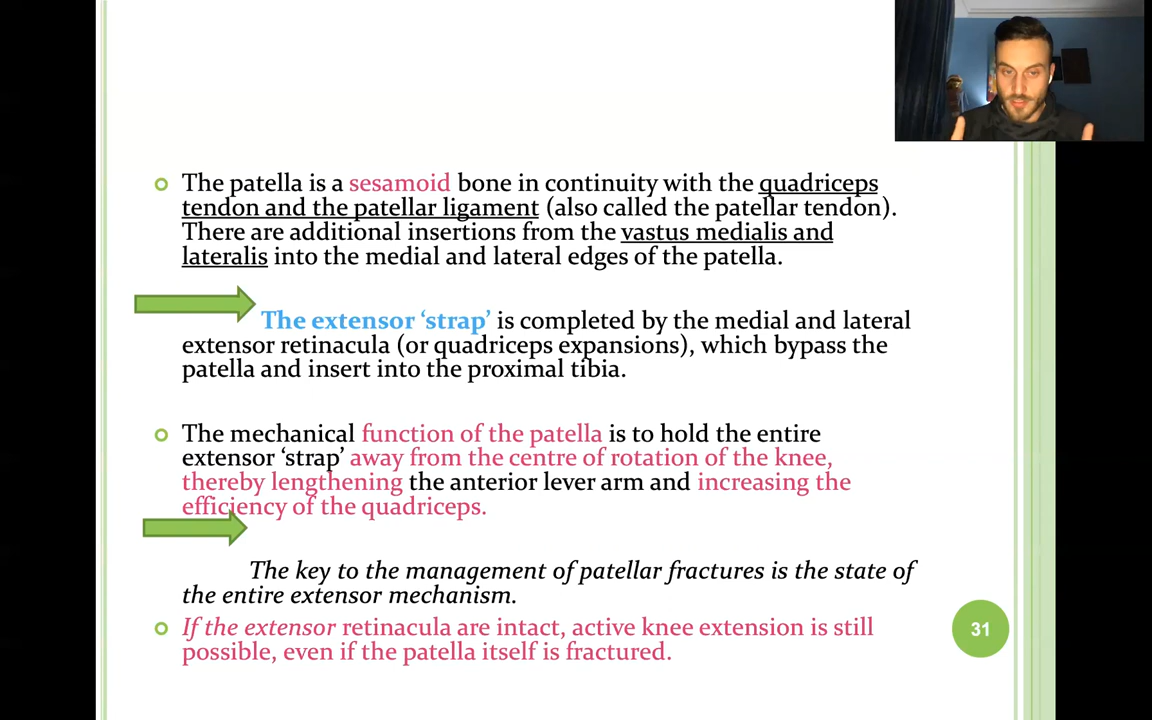 The patella is a sesamoid bone in continuity with the quadriceps
tendon and the patellar ligament (also called the patellar tendon).
There are additional insertions from the vastus medialis and
lateralis into the medial and lateral edges of the patella.
The extensor ‘strap’ is completed by the medial and lateral
extensor retinacula (or quadriceps expansions), which bypass the
patella and insert into the proximal tibia.
The mechanical function of the patella is to hold the entire
extensor ‘strap’ away from the centre of rotation of the knee,
thereby lengthening the anterior lever arm and increasing the
efficiency of the quadriceps.
The key to the management of patellar fractures is the state of
the entire extensor mechanism.
If the extensor retinacula are intact, active knee extension is still
possible, even if the patella itself is fractured.
31